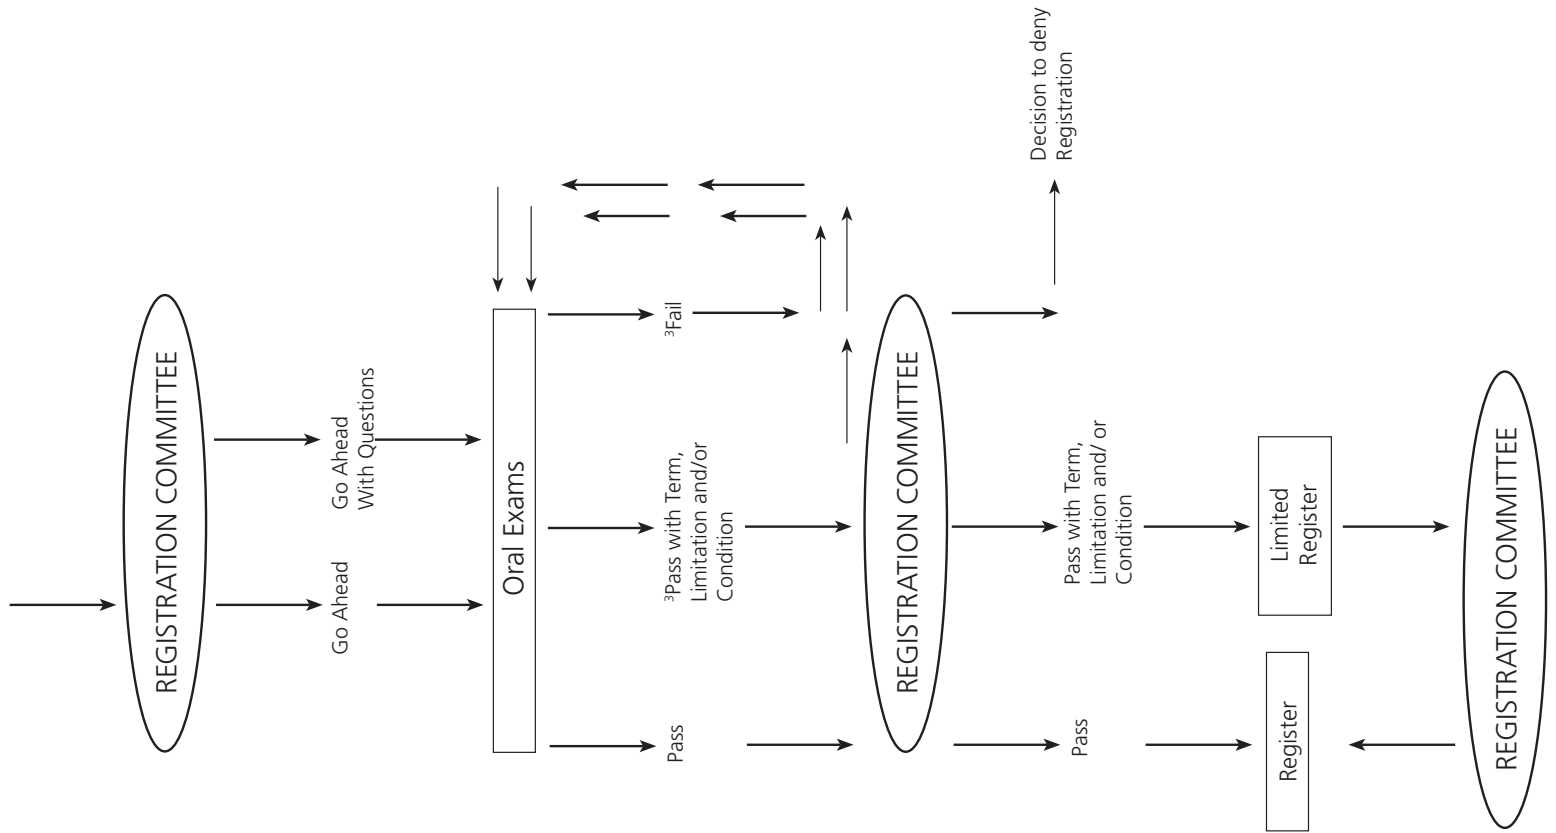 REGISTRATION COMMITTEE
Go Ahead
Go Ahead
With Questions
Oral Exams
Pass
³Pass with Term,
Limitation and/or
Condition
³Fail
REGISTRATION COMMITTEE
Pass
Pass with Term,
Limitation and/ or
Condition
Decision to deny
Registration
Register
Limited
Register
REGISTRATION COMMITTEE